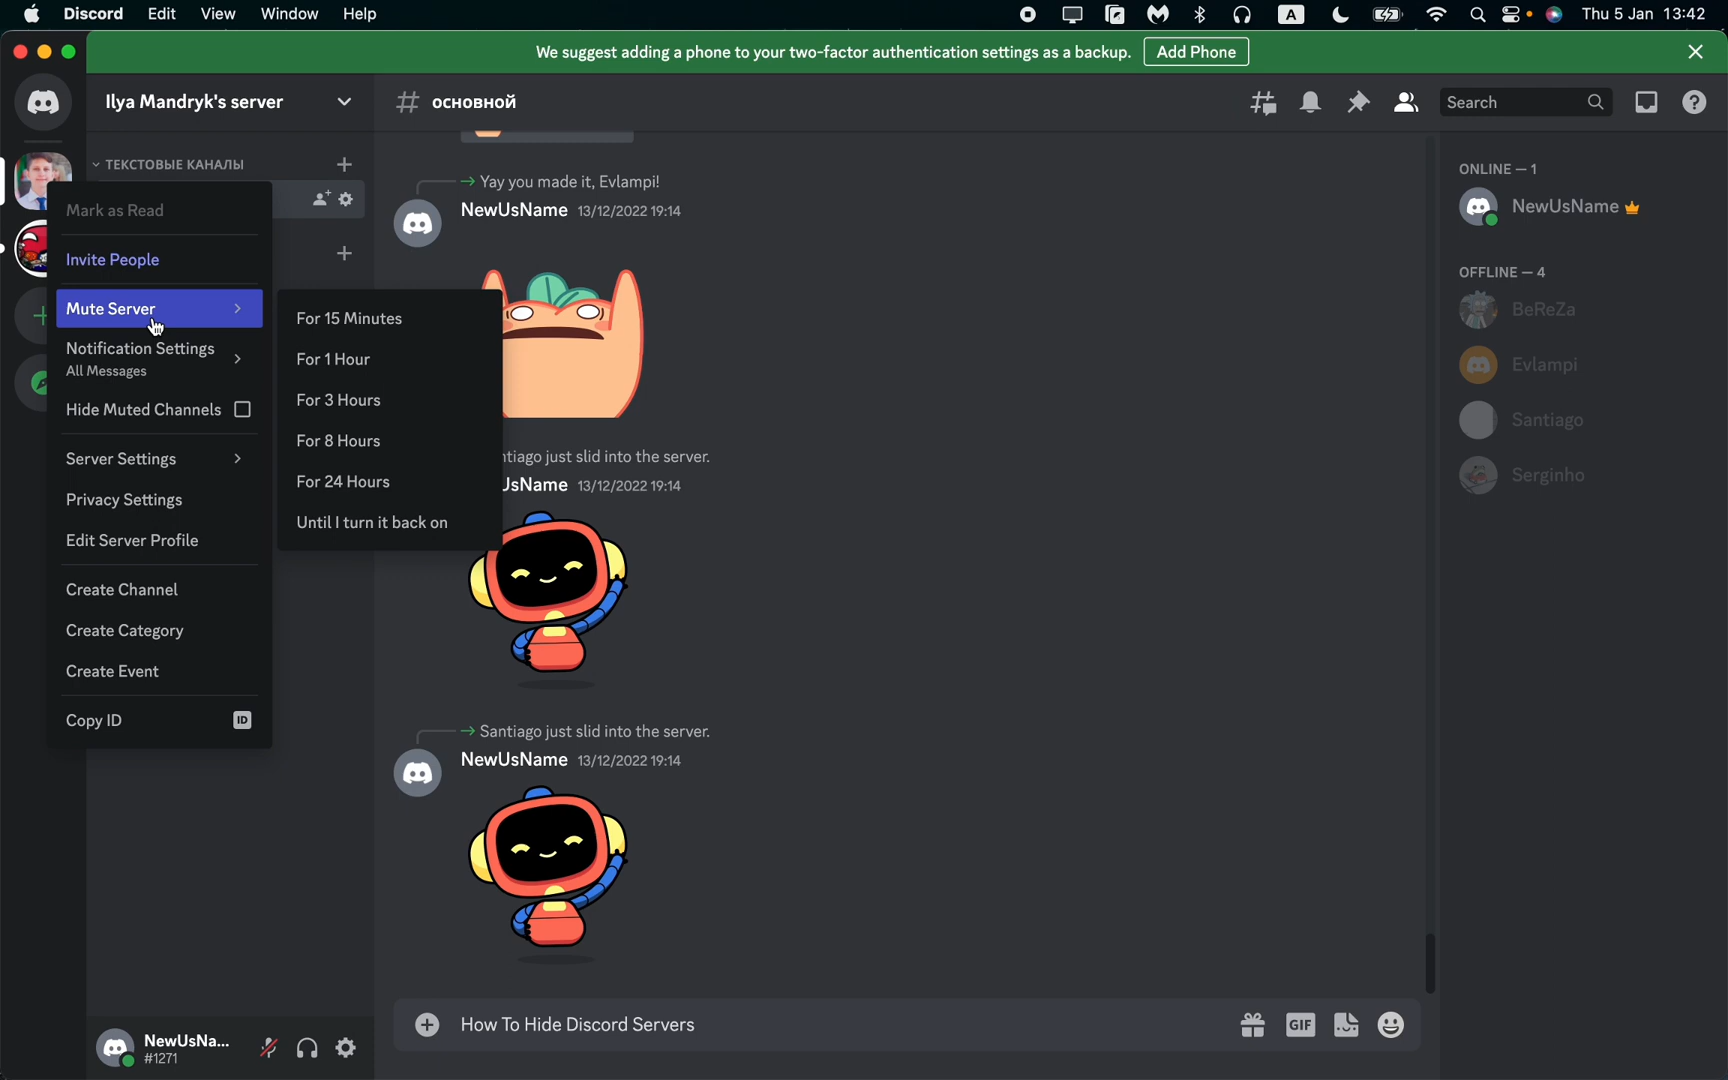 Discord Edit View Window Help
A
Thu 5 Jan 13:42
We suggest adding a phone to your two-factor authentication settings as a backup. Add Phone
Ilya Mandryk's server
ТЕКСТОВЫЕ КАНАЛЫ
Mark as Read
Invite People
Mute Server
Notification Settings
All Messages
Hide Muted Channels
Server Settings
Privacy Settings
Edit Server Profile
Create Channel
Create Category
Create Event
Copy ID
ID
For 15 Minutes
For 1 Hour
For 3 Hours
For 8 Hours
For 24 Hours
Until I turn it back on
NewUsNa...
#1271
основной
Search
Yay you made it, Evlampi!
NewUsName 13/12/2022 19:14
ntiago just slid into the server.
UsName 13/12/2022 19:14
Santiago just slid into the server.
NewUsName 13/12/2022 19:14
How To Hide Discord Servers
GIF
ONLINE — 1
NewUsName
OFFLINE — 4
BeReZa
Evlampi
Santiago
Serginho